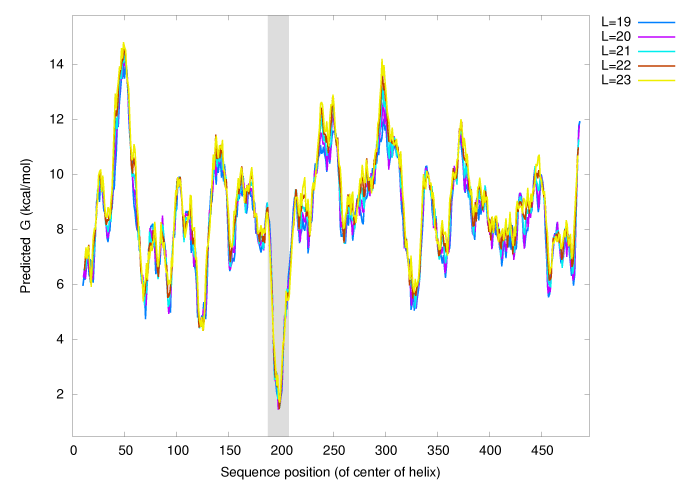 L=19
L=20
L=21
L=22
L=23
14
12
10
8
6
4
2
Predicted G (kcal/mol)
0 50 100 150 200 250 300 350 400 450
Sequence position (of center of helix)